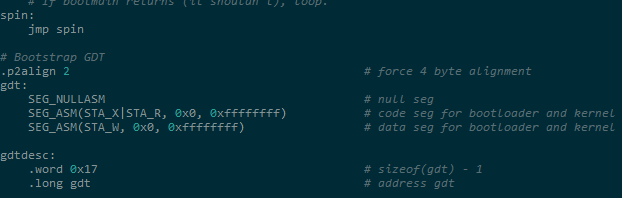 # If bootmain returns (it shouldn't), loop.
spin:
jmp spin
# Bootstrap GDT
.p2align 2 # force 4 byte alignment
gdt:
SEG_NULLASM # null seg
SEG_ASM(STA_X|STA_R, 0x0, 0xffffffff) # code seg for bootloader and kernel
SEG_ASM(STA_W, 0x0, 0xffffffff) # data seg for bootloader and kernel
gdtdesc:
.word 0x17 # sizeof(gdt) - 1
.long gdt # address gdt